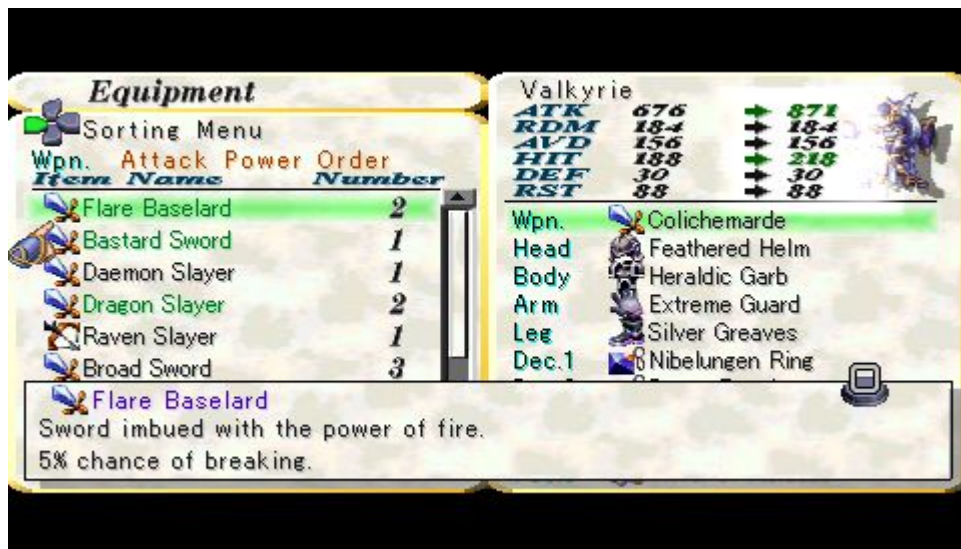 Equipment
Sorting Menu
Wpn. Attack Power Order
Item Name Number
Flare Baselard 2
Bastard Sword 1
Daemon Slayer 1
Dragon Slayer 2
Raven Slayer 1
Broad Sword 3
Valkyrie
ATK 676 871
RDM 184 184
AVD 156 156
HIT 188 218
DEF 30 30
RST 88 88
Wpn. Colichemarde
Head Feathered Helm
Body Heraldic Garb
Arm Extreme Guard
Leg Silver Greaves
Dec.1 Nibelungen Ring
Flare Baselard
Sword imbued with the power of fire.
5% chance of breaking.